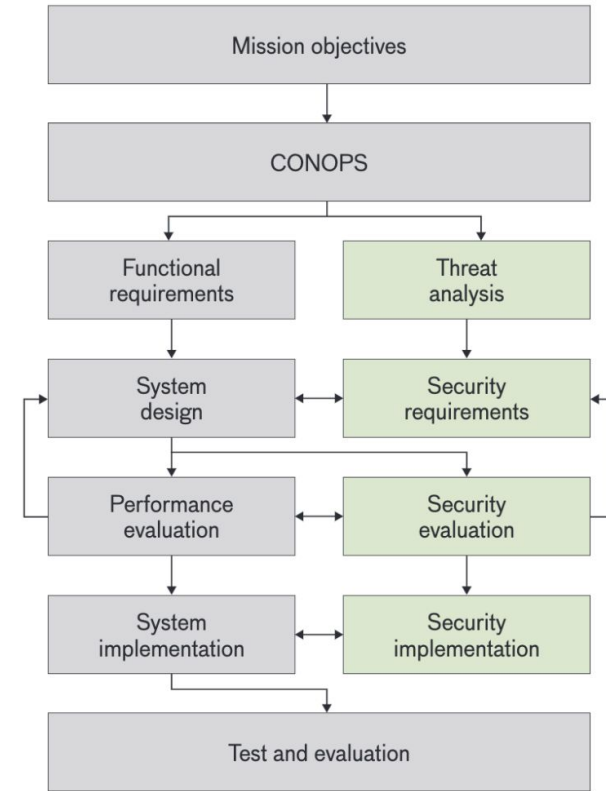 Mission objectives
CONOPS
Functional
requirements
Threat
analysis
System
design
Security
requirements
Performance
evaluation
Security
evaluation
System
implementation
Security
implementation
Test and evaluation